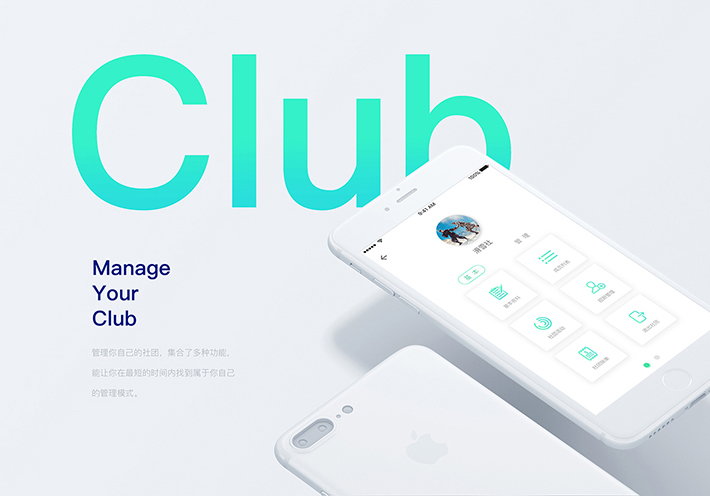 Club
Manage
Your
Club
管理你自己的社团，集合了多种功能，
能让你在最短的时间内找到属于你自己
的管理模式。
9:41 AM
100%
滑雪社
管 理